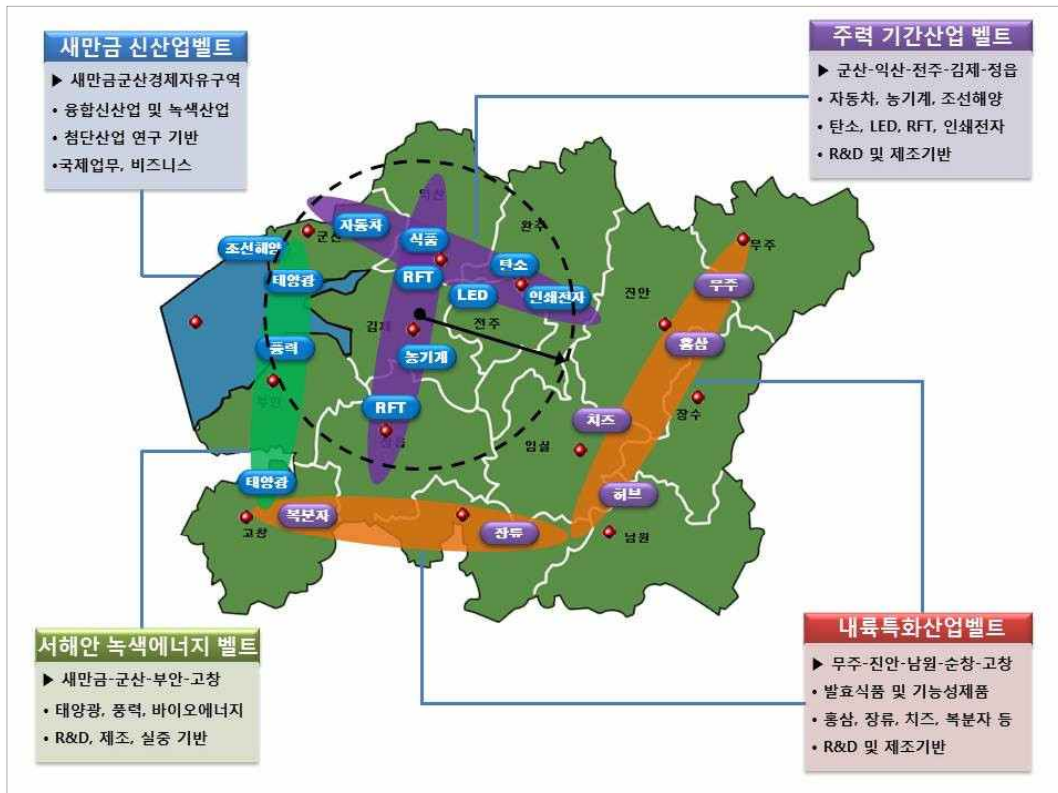 새만금 신산업벨트
▶ 새만금군산경제자유구역
• 융합신산업 및 녹색산업
• 첨단산업 연구 기반
•국제업무, 비즈니스
주력 기간산업 벨트
▶ 군산-익산-전주-김제-정읍
• 자동차, 농기계, 조선해양
• 탄소, LED, RFT, 인쇄전자
• R&D 및 제조기반
익산
자동차
군산
식품
완주
조선해양
무주
탄소
태양광
RFT
무주
LED
인쇄전자
진안
김제
전주
풍력
홍삼
농기계
부안
장수
RFT
치즈
정읍
임실
태양광
허브
복분자
장류
고창
남원
서해안 녹색에너지 벨트
▶ 새만금-군산-부안-고창
• 태양광, 풍력, 바이오에너지
• R&D, 제조, 실증 기반
내륙특화산업벨트
▶ 무주-진안-남원-순창-고창
• 발효식품 및 기능성제품
• 홍삼, 장류, 치즈, 복분자 등
• R&D 및 제조기반